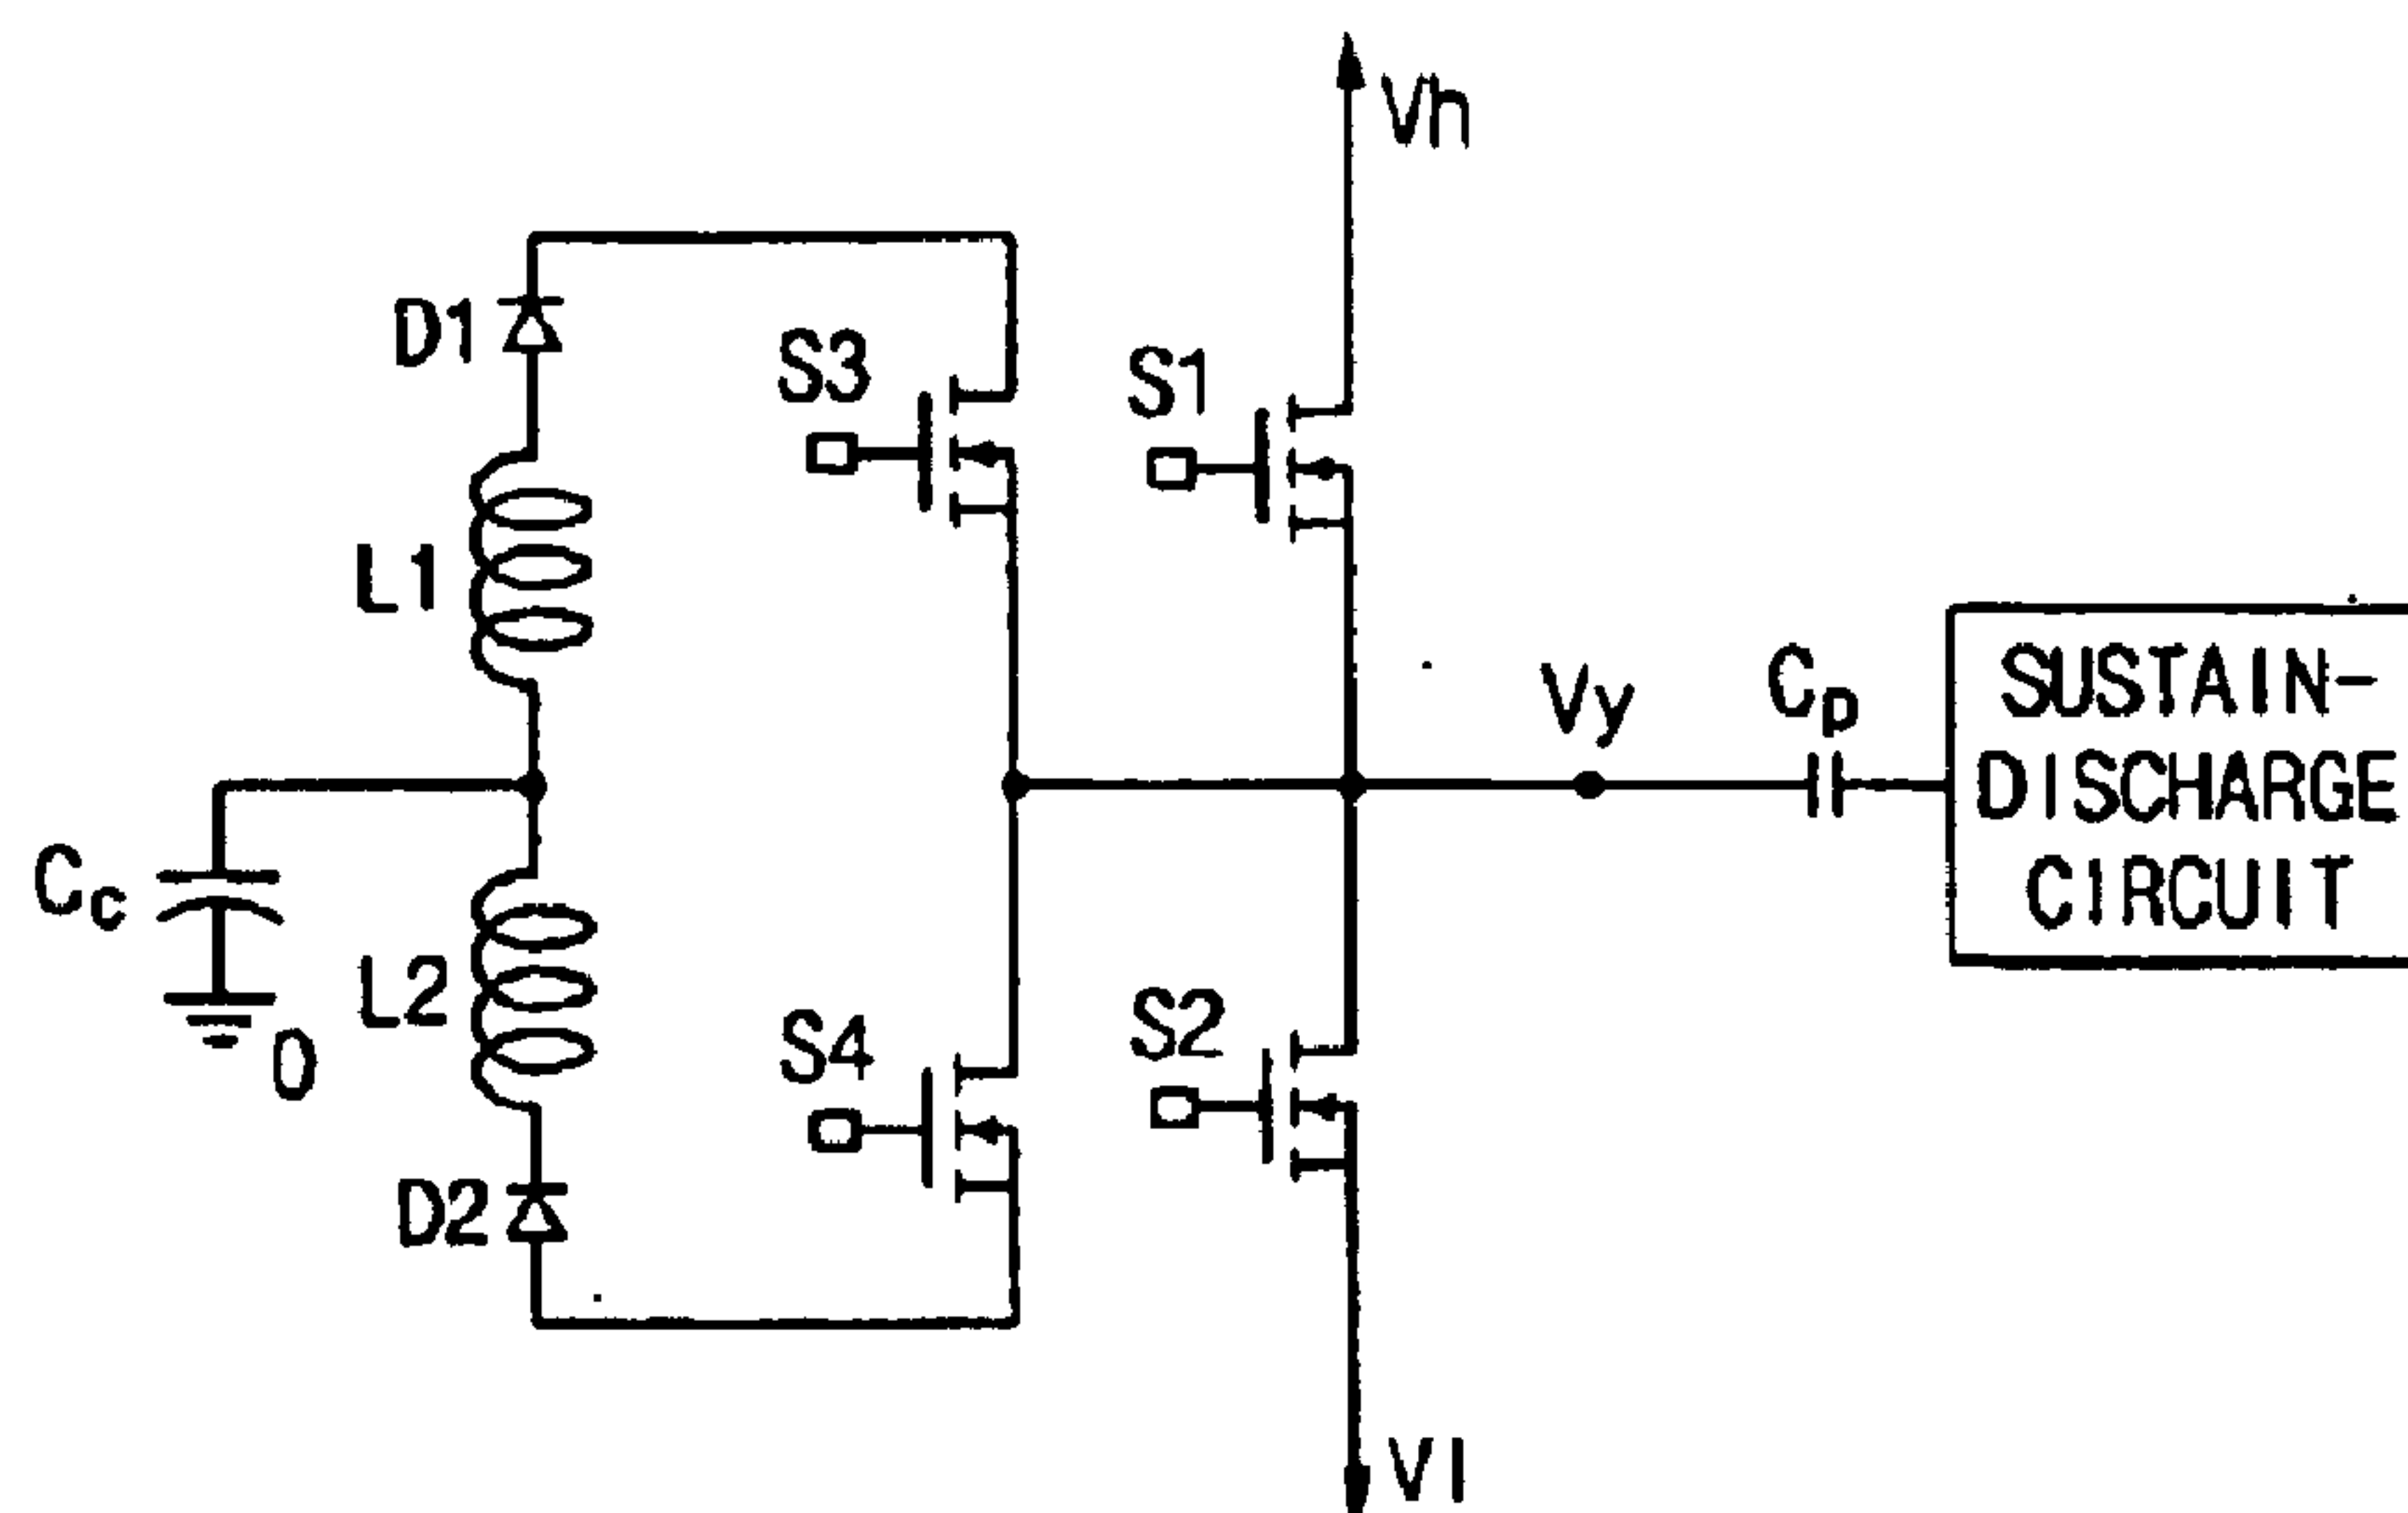 Vh
D1
S3
S1
L1
Vy
Cp
SUSTAIN-
DISCHARGE
CIRCUIT
Cc
L2
S4
S2
0
D2
Vl